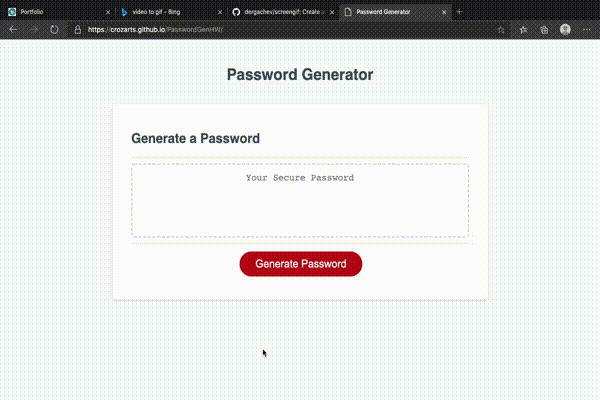 Portfolio
video to gif - Bing
dergachev/screengif: Create a
Password Generator
https://crozarts.github.io/PasswordGenHW/
Password Generator
Generate a Password
Your Secure Password
Generate Password